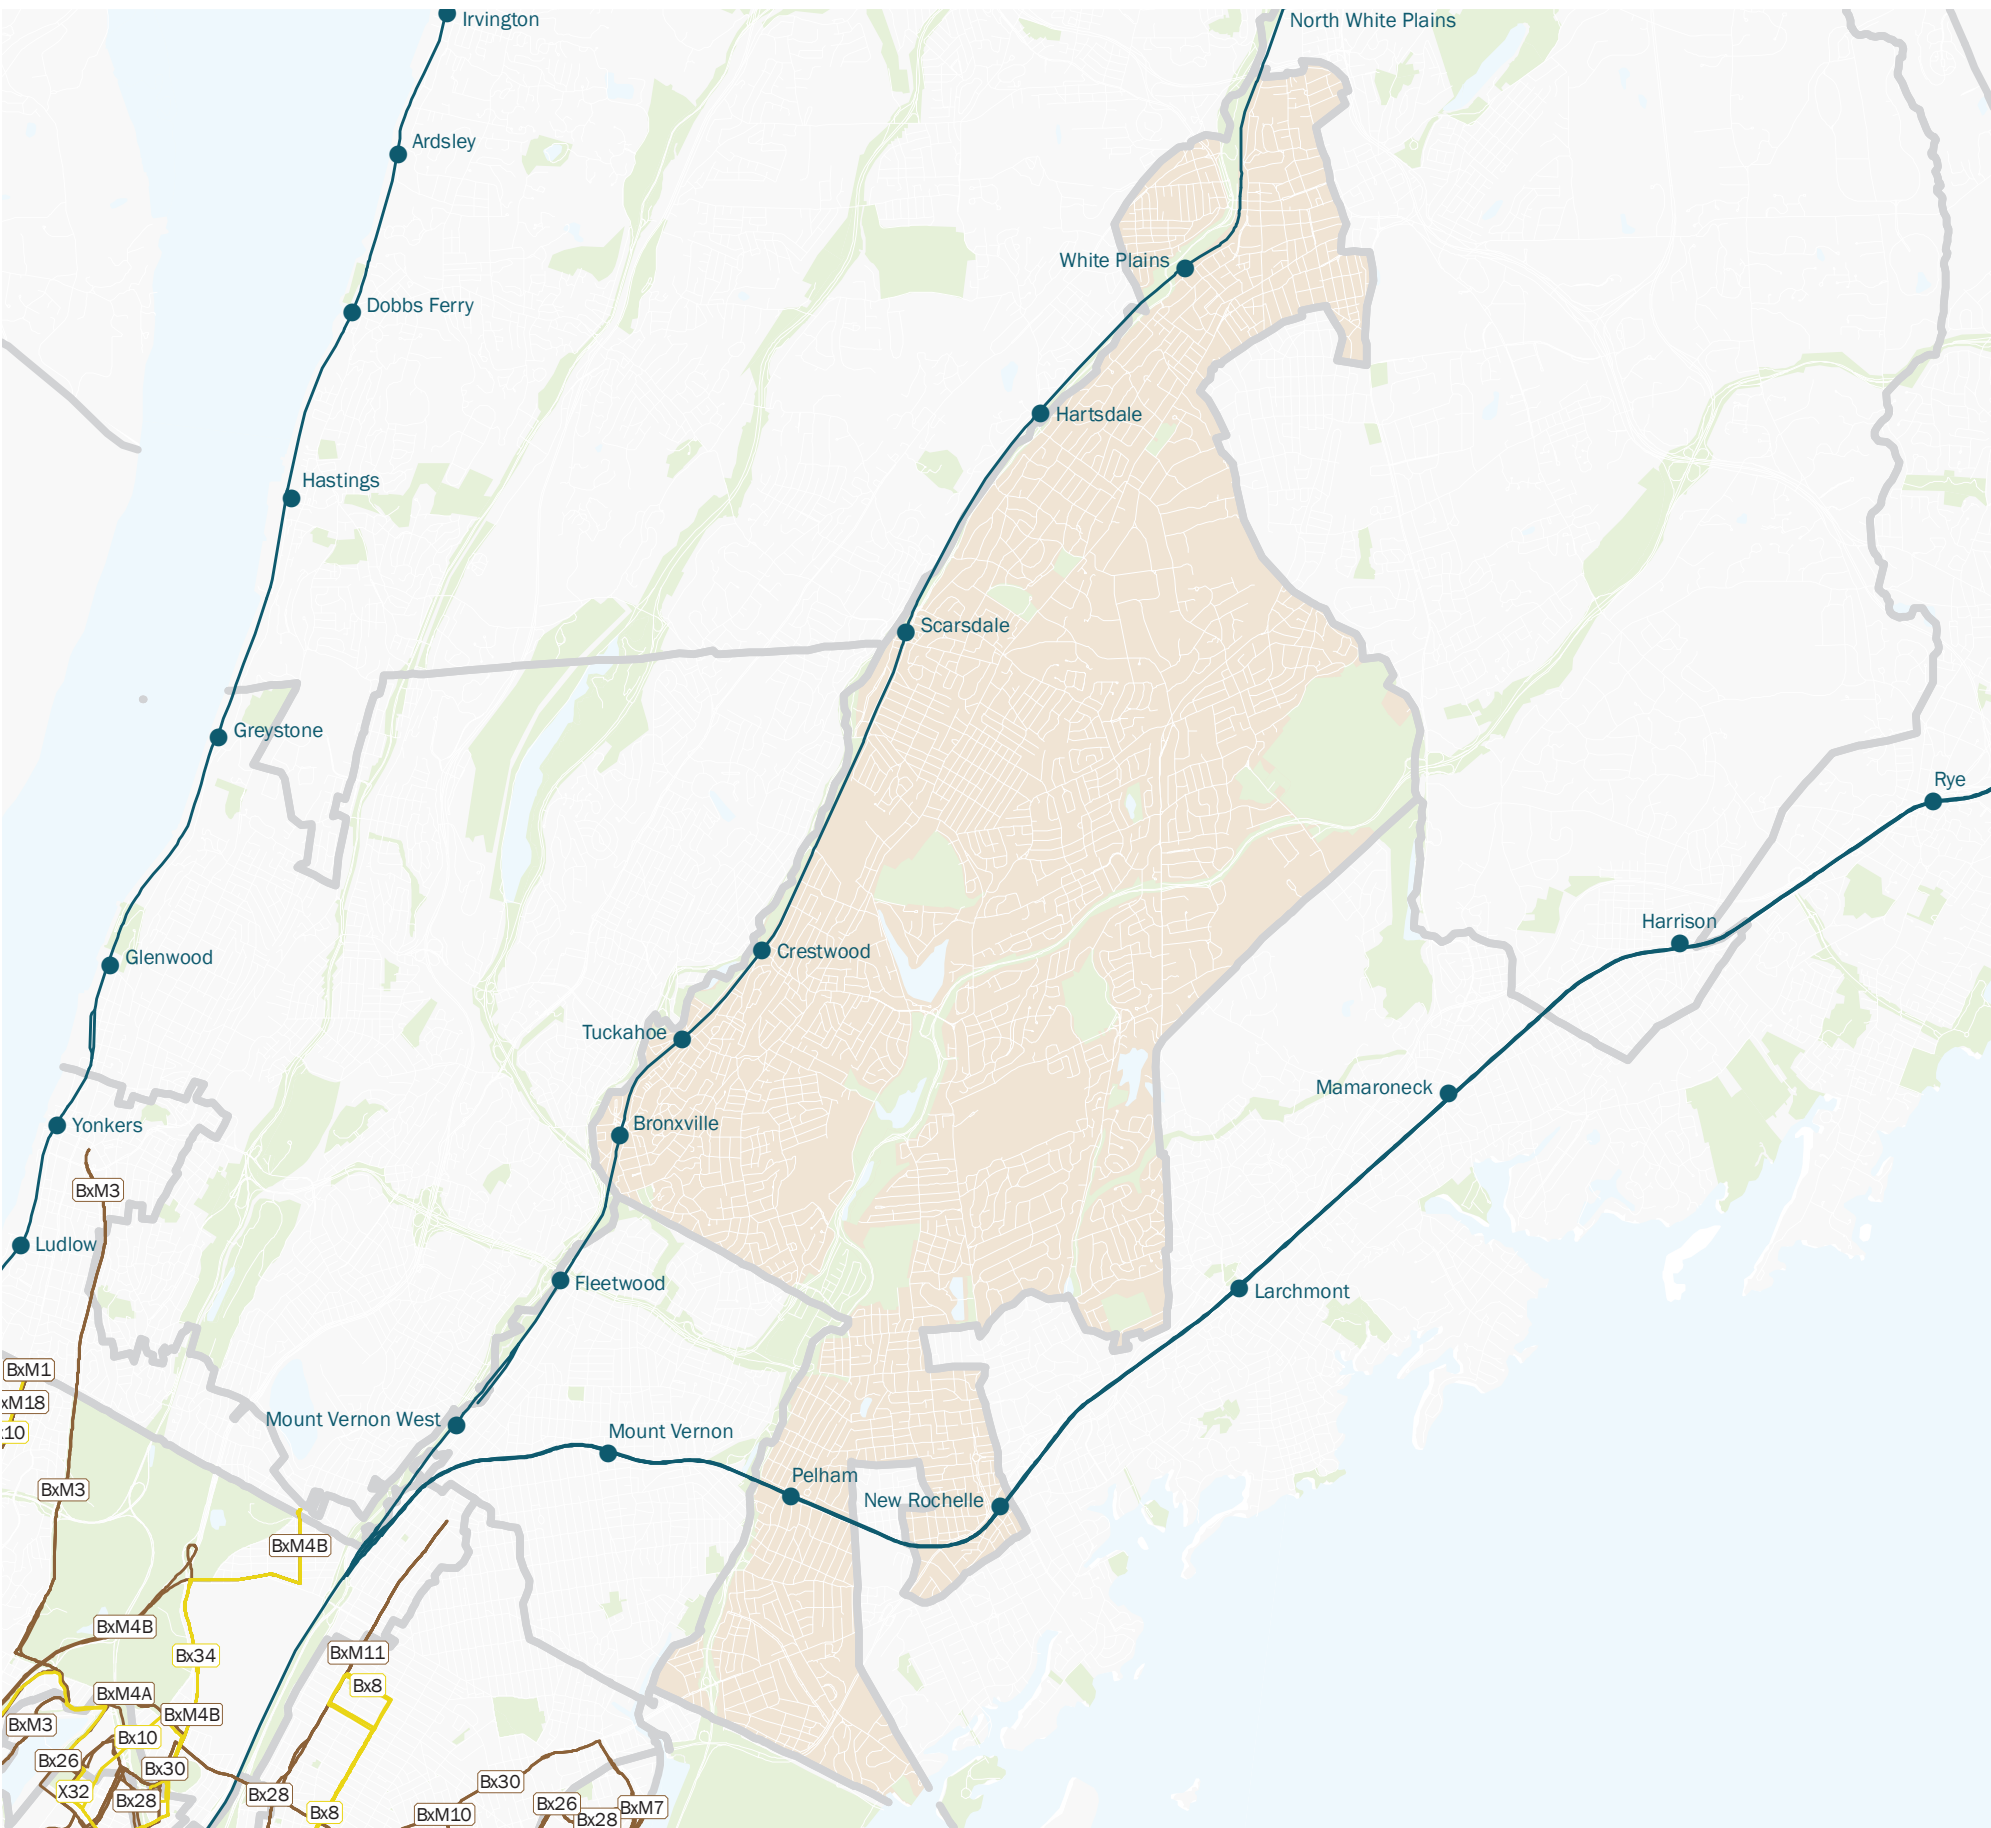 Irvington
North White Plains
Ardsley
White Plains
Dobbs Ferry
Hartsdale
Hastings
Scarsdale
Greystone
Rye
Harrison
Crestwood
Glenwood
Tuckahoe
Mamaroneck
Bronxville
Yonkers
BxM3
Ludlow
Fleetwood
Larchmont
BxM1
xM18
Mount Vernon West
Mount Vernon
:10
Pelham
BxM3
New Rochelle
BxM4B
BxM4B
Bx34
BxM11
Bx8
BxM4A
BxM4B
BxM3
Bx10
Bx26
Bx30
Bx30
X32
Bx28
Bx28
Bx8
BxM10
Bx26
BxM7
Bx28